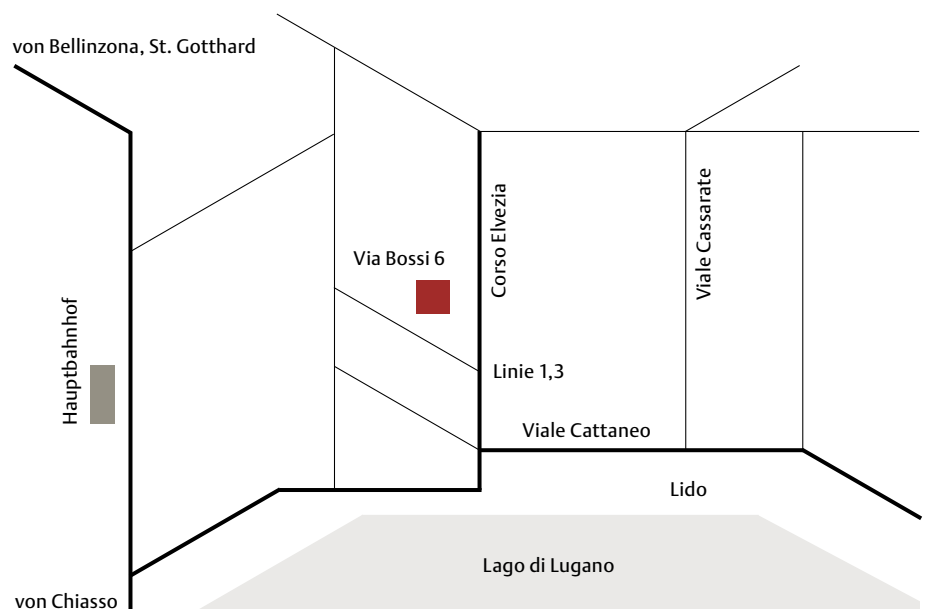 von Bellinzona, St. Gotthard
Corso Elvezia
Viale Cassarate
Via Bossi 6
Hauptbahnhof
Linie 1,3
Viale Cattaneo
Lido
Lago di Lugano
von Chiasso